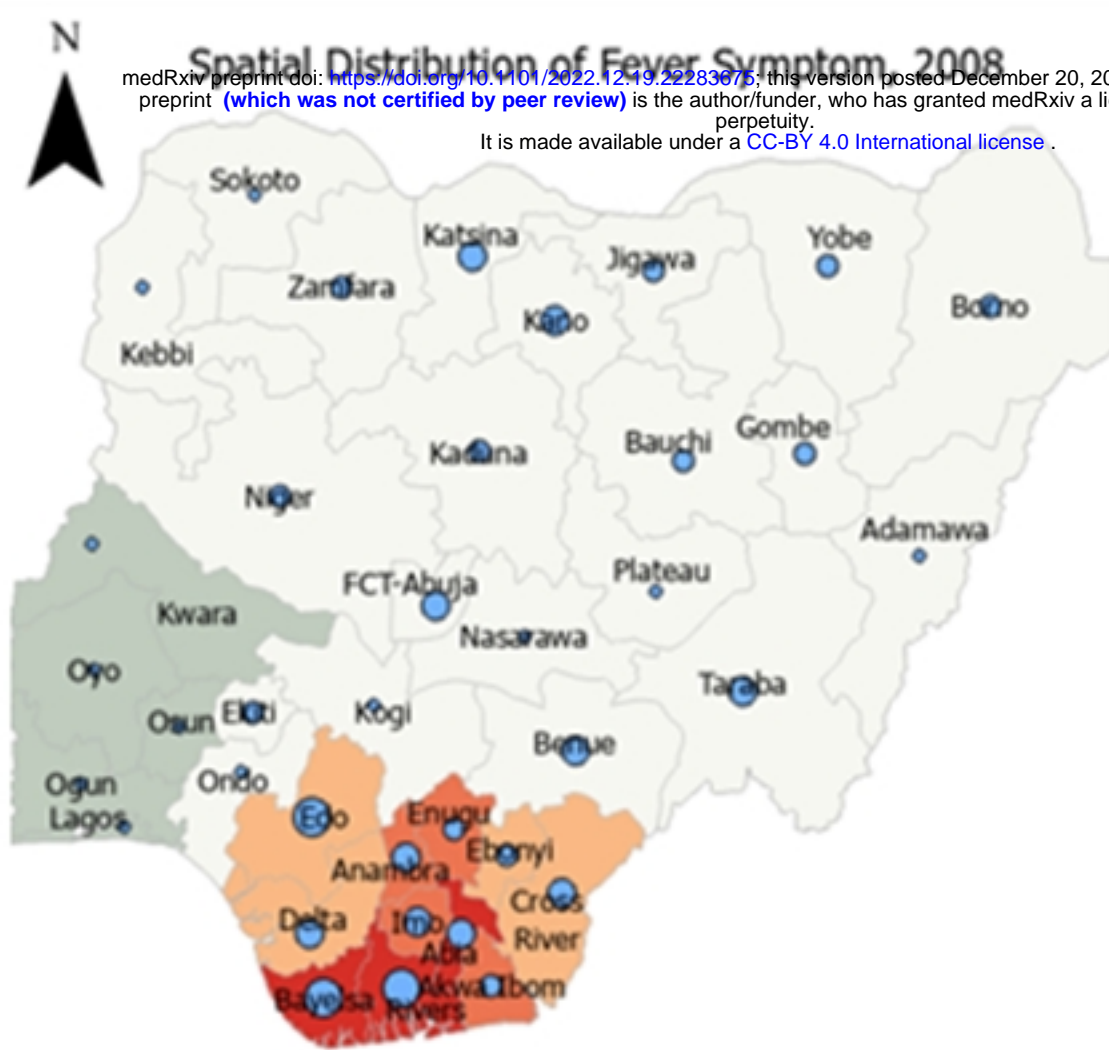 N
Spatial Distribution of Fever Symptom, 2008
medRxiv preprint doi: https://doi.org/10.1101/2022.12.19.22283675; this version posted December 20, 20
preprint (which was not certified by peer review) is the author/funder, who has granted medRxiv a li
perpetuity.
It is made available under a CC-BY 4.0 International license .
Sokoto
Katsina
Yobe
Jigawa
Zamfara
Borno
Kano
Kebbi
Gombe
Bauchi
Kaduna
Niger
Adamawa
Plateau
FCT-Abuja
Kwara
Nasarawa
Oyo
Taraba
Ekiti
Kogi
Osun
Benue
Ondo
Ogun
Lagos
Edo
Enugu
Ebonyi
Anambra
Cross
River
Delta
Imo
Abia
Akwa Ibom
Bayelsa
Rivers